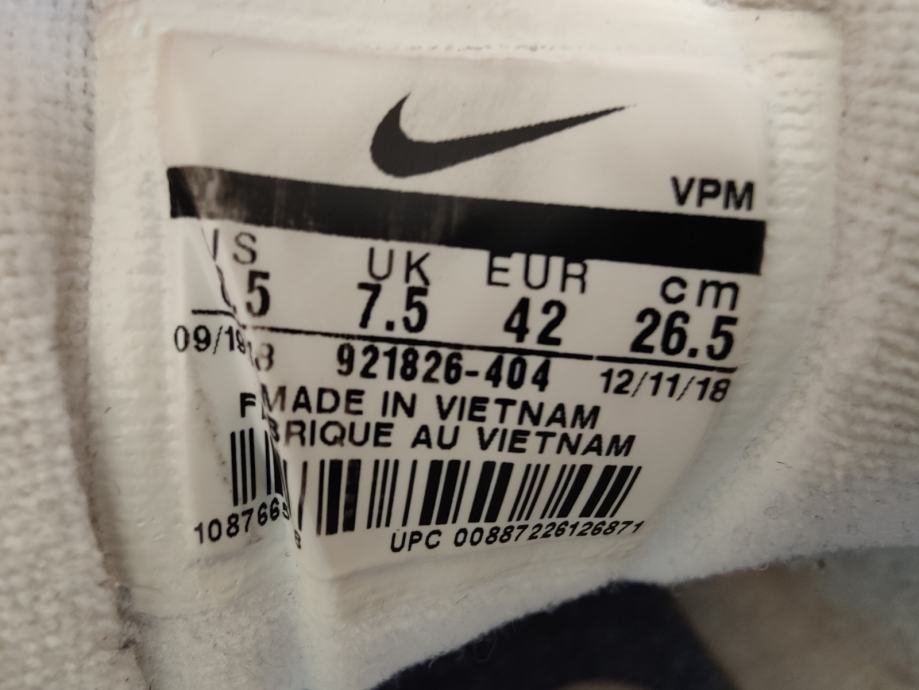 VPM
UK EUR cm
7.5 42 26.5
921826-404 12/11/18
MADE IN VIETNAM
AU VIETNAM
UPC 00887226126871